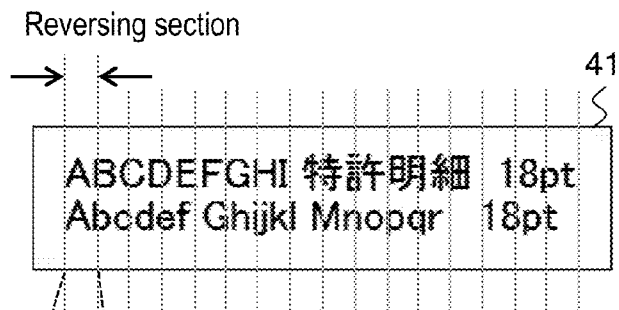 Reversing section
41
ABCDEFGHI 特許明細 18pt
Abcdef Ghijkl Mnopqr 18pt